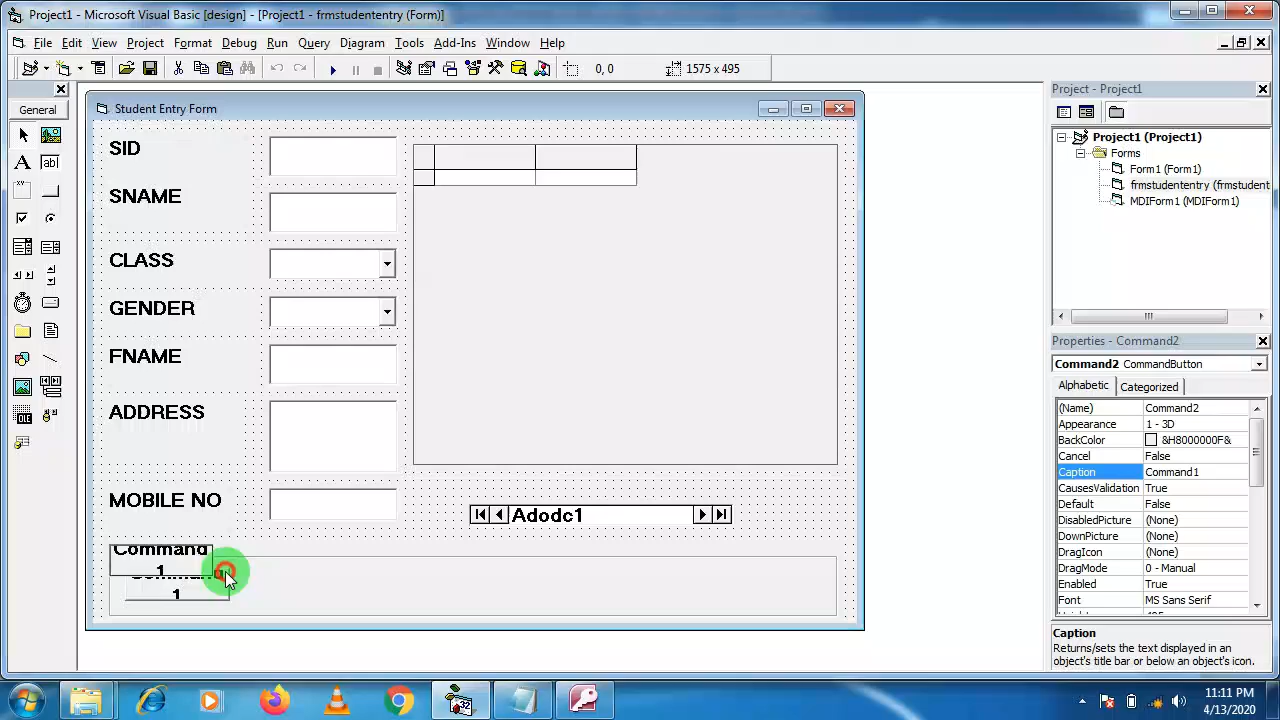 Project1 - Microsoft Visual Basic [design] - [Project1 - frmstudententry (Form)]
File Edit View Project Format Debug Run Query Diagram Tools Add-Ins Window Help
0, 0 1575 x 495
General
Student Entry Form
SID
SNAME
CLASS
GENDER
FNAME
ADDRESS
MOBILE NO
Adodc1
Command
1
1
Project - Project1
Project1 (Project1)
Forms
Form1 (Form1)
frmstudententry (frmstudent
MDIForm1 (MDIForm1)
Properties - Command2
Command2 CommandButton
Alphabetic Categorized
(Name) Command2
Appearance 1 - 3D
BackColor &H8000000F&
Cancel False
Caption Command1
CausesValidation True
Default False
DisabledPicture (None)
DownPicture (None)
DragIcon (None)
DragMode 0 - Manual
Enabled True
Font MS Sans Serif
Caption
Returns/sets the text displayed in an object's title bar or below an object's icon.
11:11 PM
4/13/2020